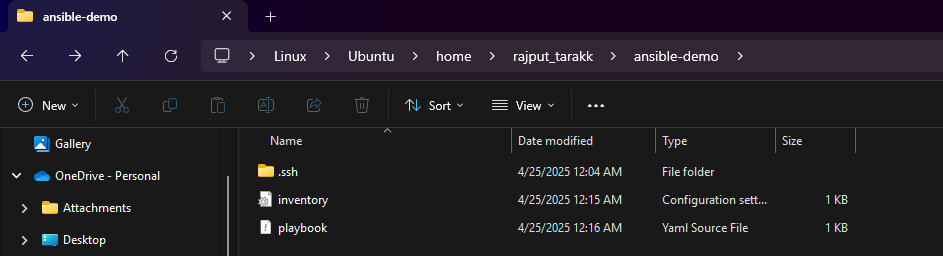 ansible-demo
Linux > Ubuntu > home > rajput_tarakk > ansible-demo >
New Sort View ...
Name Date modified Type Size
Gallery
OneDrive - Personal
Attachments
Desktop
.ssh 4/25/2025 12:04 AM File folder
inventory 4/25/2025 12:15 AM Configuration sett... 1 KB
playbook 4/25/2025 12:16 AM Yaml Source File 1 KB